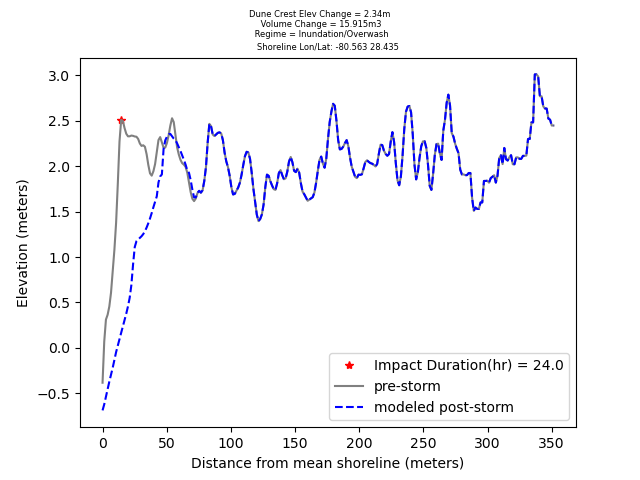 Dune Crest Elev Change = 2.34m
Volume Change = 15.915m3
Regime = Inundation/Overwash
Shoreline Lon/Lat: -80.563 28.435
3.0
2.5
2.0
1.5
1.0
0.5
0.0
−0.5
Elevation (meters)
0
50
100
150
200
250
300
350
Distance from mean shoreline (meters)
Impact Duration(hr) = 24.0
pre-storm
modeled post-storm